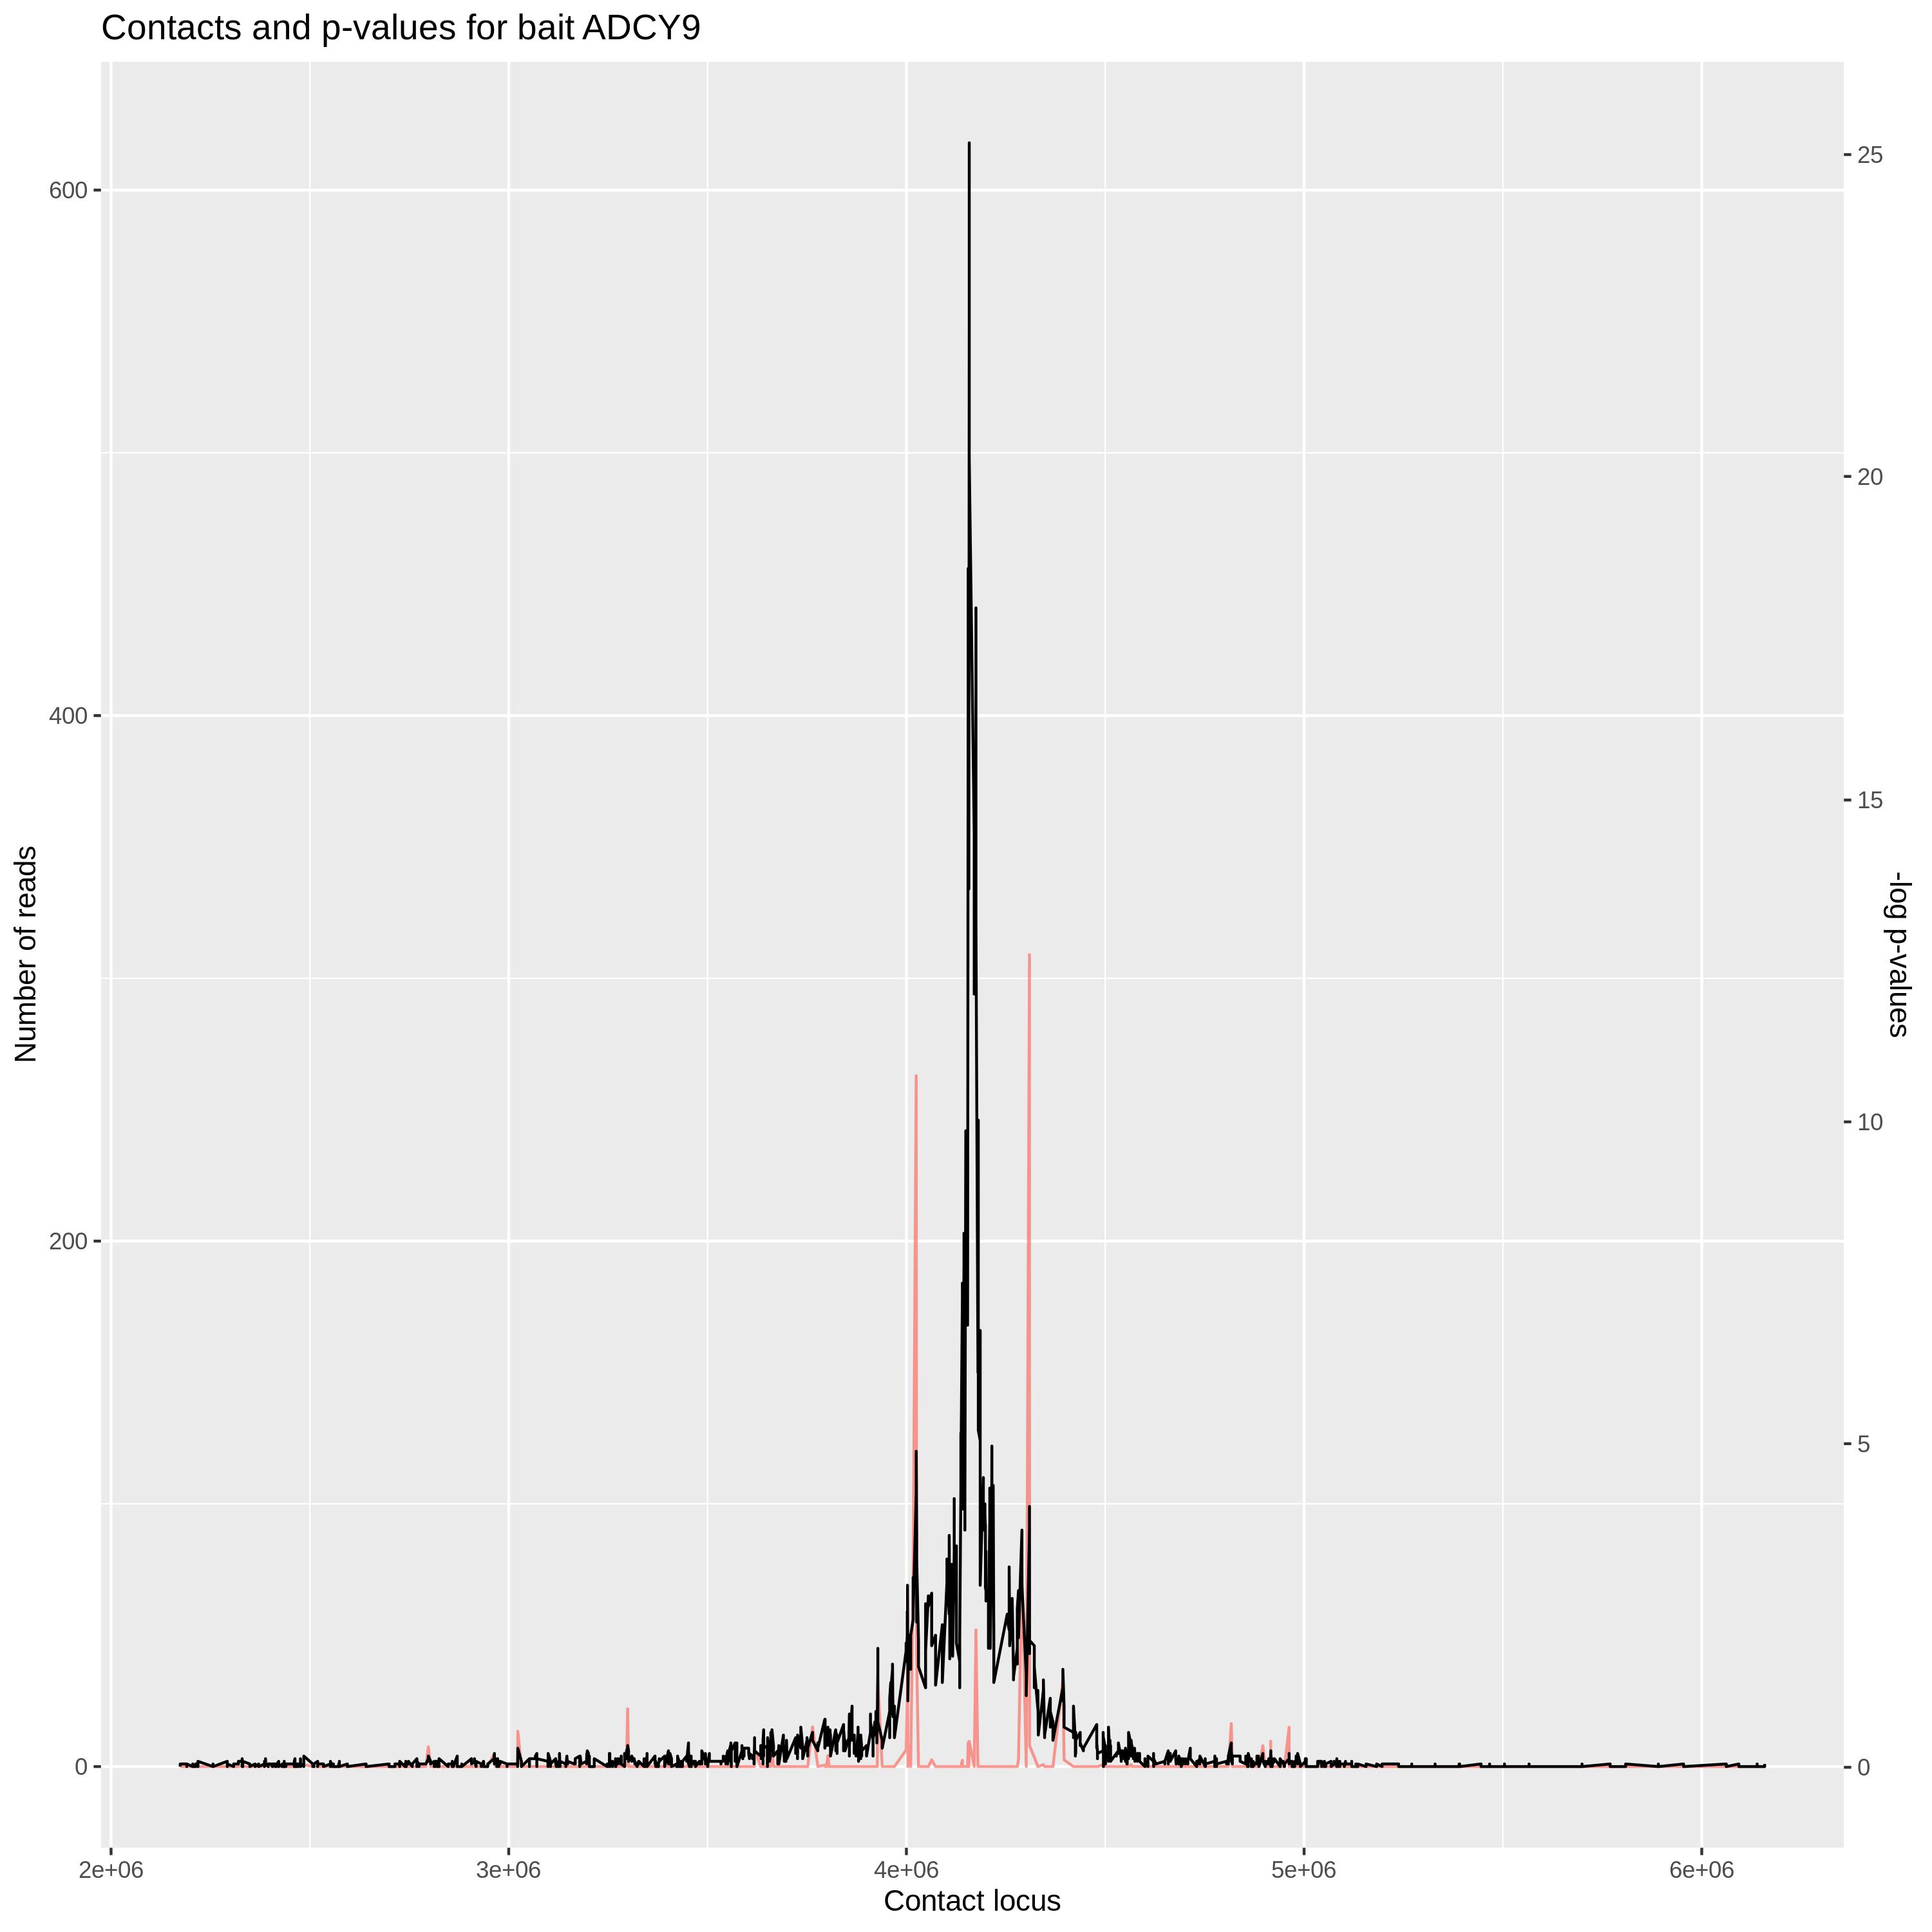 Contacts and p-values for bait ADCY9
600
400
200
0
Number of reads
25
20
15
10
5
0
-log p-values
2e+06
3e+06
4e+06
5e+06
6e+06
Contact locus